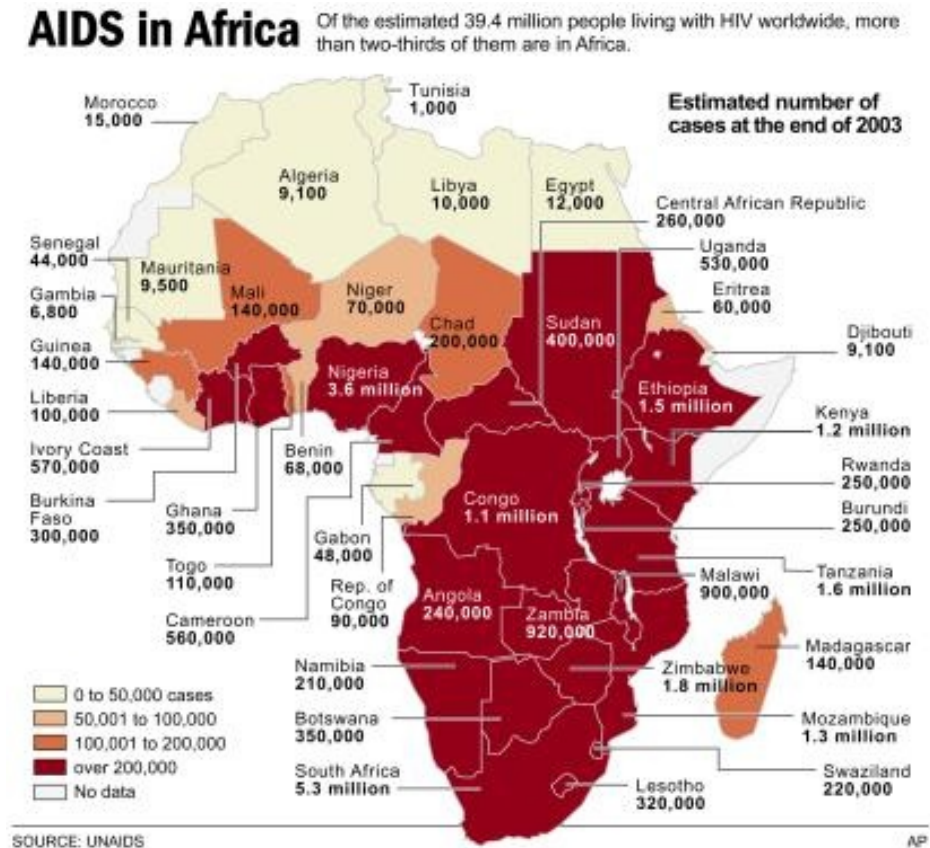 AIDS in Africa
Of the estimated 39.4 million people living with HIV worldwide, more
than two-thirds of them are in Africa.
Estimated number of
cases at the end of 2003
Morocco
15,000
Tunisia
1,000
Algeria
9,100
Libya
10,000
Egypt
12,000
Central African Republic
260,000
Uganda
530,000
Eritrea
60,000
Djibouti
9,100
Senegal
44,000
Mauritania
9,500
Gambia
6,800
Mali
140,000
Niger
70,000
Chad
200,000
Sudan
400,000
Guinea
140,000
Nigeria
3.6 million
Ethiopia
1.5 million
Liberia
100,000
Kenya
1.2 million
Ivory Coast
570,000
Benin
68,000
Rwanda
250,000
Burkina
Faso
300,000
Ghana
350,000
Congo
1.1 million
Burundi
250,000
Gabon
48,000
Togo
110,000
Rep. of
Congo
90,000
Angola
240,000
Zambia
920,000
Malawi
900,000
Tanzania
1.6 million
Cameroon
560,000
Madagascar
140,000
Namibia
210,000
Zimbabwe
1.8 million
Botswana
350,000
Mozambique
1.3 million
South Africa
5.3 million
Lesotho
320,000
Swaziland
220,000
0 to 50,000 cases
50,001 to 100,000
100,001 to 200,000
over 200,000
No data
SOURCE: UNAIDS
AP